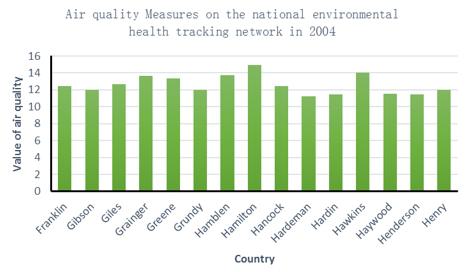 Air quality Measures on the national environmental
health tracking network in 2004
16
14
12
10
8
6
4
2
0
Value of air quality
Franklin
Gibson
Giles
Grainger
Greene
Grundy
Hamblen
Hamilton
Hancock
Hardeman
Hardin
Hawkins
Haywood
Henderson
Henry
Country